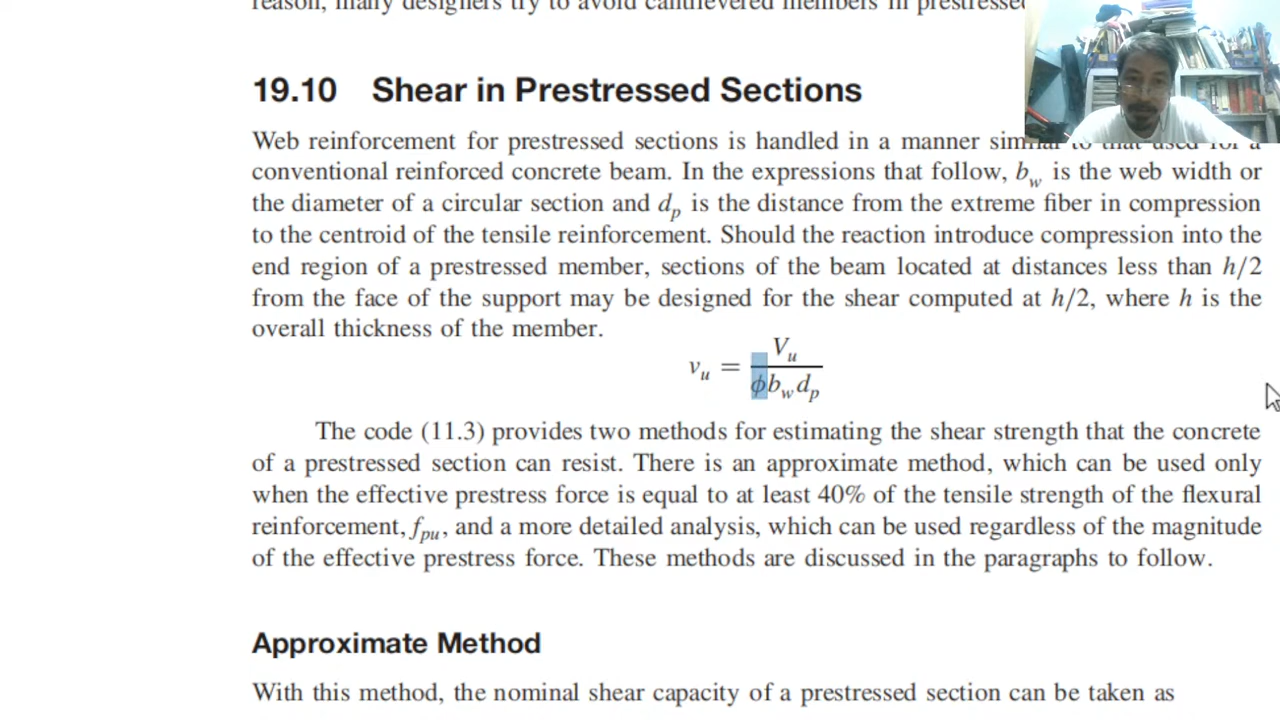 reason, many designers try to avoid cantilevered members in prestressed
19.10 Shear in Prestressed Sections
Web reinforcement for prestressed sections is handled in a manner similar to that used for a
conventional reinforced concrete beam. In the expressions that follow, b_w is the web width or
the diameter of a circular section and d_p is the distance from the extreme fiber in compression
to the centroid of the tensile reinforcement. Should the reaction introduce compression into the
end region of a prestressed member, sections of the beam located at distances less than h/2
from the face of the support may be designed for the shear computed at h/2, where h is the
overall thickness of the member.
v_u = V_u / ϕb_wd_p
The code (11.3) provides two methods for estimating the shear strength that the concrete
of a prestressed section can resist. There is an approximate method, which can be used only
when the effective prestress force is equal to at least 40% of the tensile strength of the flexural
reinforcement, f_pu, and a more detailed analysis, which can be used regardless of the magnitude
of the effective prestress force. These methods are discussed in the paragraphs to follow.
Approximate Method
With this method, the nominal shear capacity of a prestressed section can be taken as